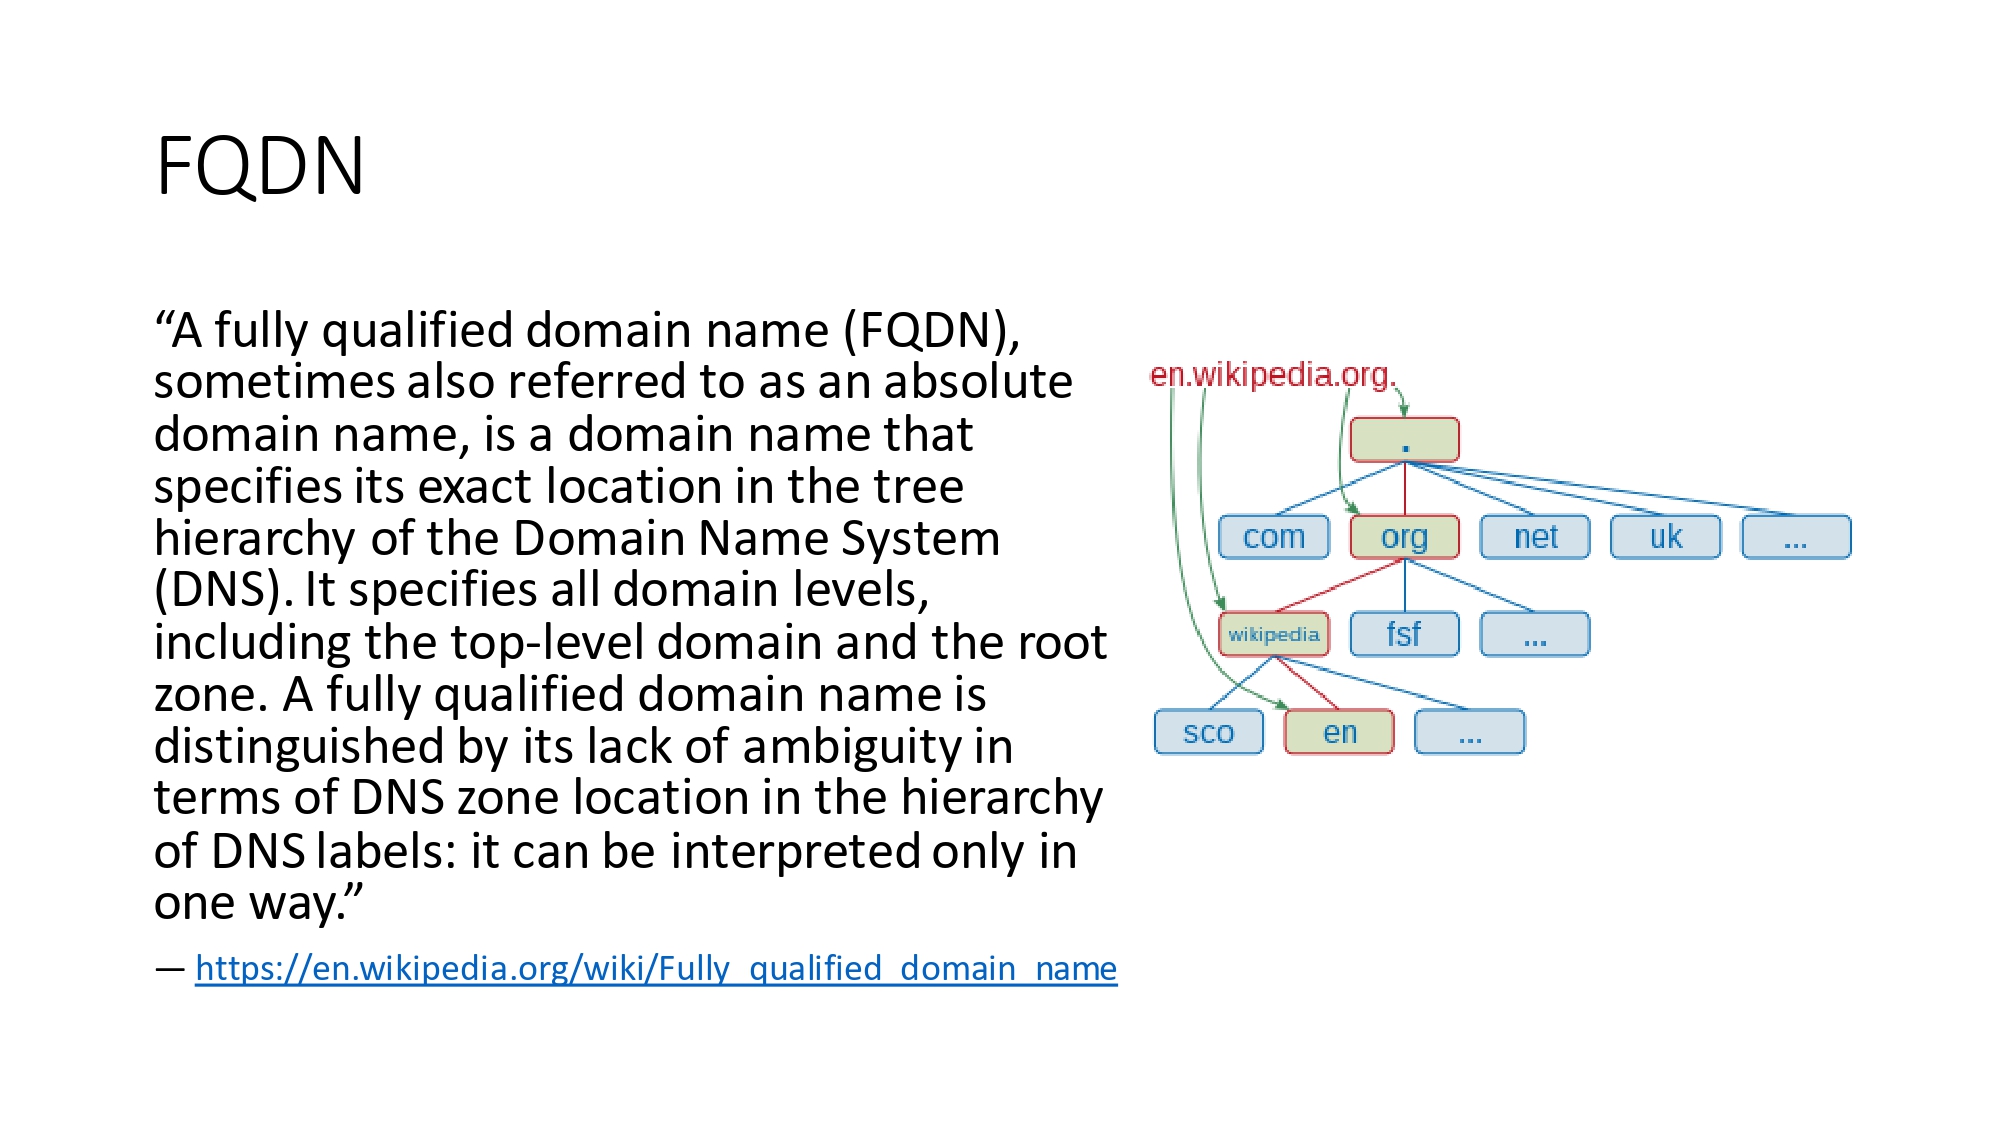 FQDN
“A fully qualified domain name (FQDN),
sometimes also referred to as an absolute
domain name, is a domain name that
specifies its exact location in the tree
hierarchy of the Domain Name System
(DNS). It specifies all domain levels,
including the top-level domain and the root
zone. A fully qualified domain name is
distinguished by its lack of ambiguity in
terms of DNS zone location in the hierarchy
of DNS labels: it can be interpreted only in
one way.”
— https://en.wikipedia.org/wiki/Fully_qualified_domain_name
en.wikipedia.org.
.
com org net uk ...
wikipedia fsf ...
sco en ...